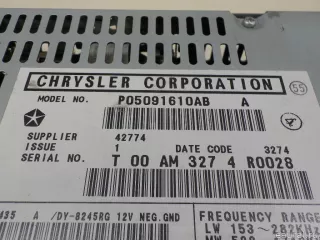 CHRYSLER CORPORATION
55
MODEL NO. P05091610AB A
SUPPLIER 42774
ISSUE 1 DATE CODE 3274
SERIAL NO. T 00 AM 327 4 R0028
A /DY-8245RG 12V NEG.GND
FREQUENCY RANGE
LW 153~282KHz